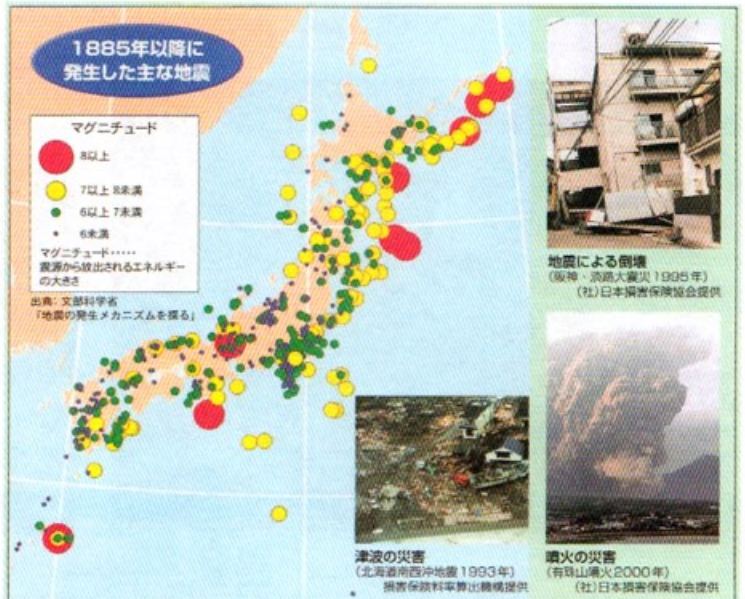 1885年以降に
発生した主な地震
マグニチュード
8以上
7以上 8未満
6以上 7未満
6未満
マグニチュード・・・・・
震源から放出されるエネルギー
の大きさ
出典：文部科学省
「地震の発生メカニズムを探る」
地震による倒壊
（阪神・淡路大震災1995年）
（社）日本損害保険協会提供
津波の災害
（北海道南西沖地震1993年）
損害保険料率算出機構提供
噴火の災害
（有珠山噴火2000年）
（社）日本損害保険協会提供